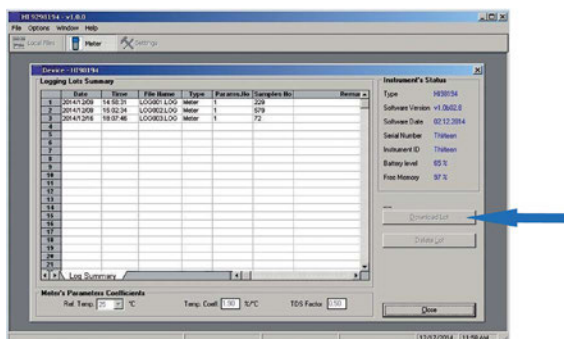 HI9298194 - v1.0.0
File Options Window Help
Local Files Meter Settings
Device - HI98194
Logging Lots Summary
Date Time File Name Type Params.No Samples No Remar
1 2014/12/09 14:58:31 LOG001.LOG Meter 1 229
2 2014/12/09 15:02:34 LOG002.LOG Meter 1 579
3 2014/12/16 18:07:46 LOG003.LOG Meter 1 72
4
5
6
7
8
9
10
11
12
13
14
15
16
17
18
19
20
21
Log Summary
Instrument's Status
Type HI98194
Software Version v1.0b02.8
Software Date 02.12.2014
Serial Number Thirteen
Instrument ID Thirteen
Battery level 65 %
Free Memory 97 %
Download Lot
Delete Lot
Meter's Parameters Coefficients
Ref. Temp. 25 °C Temp. Coeff. 1.90 %/°C TDS Factor 0.50
Close
12/17/2014 11:58 AM